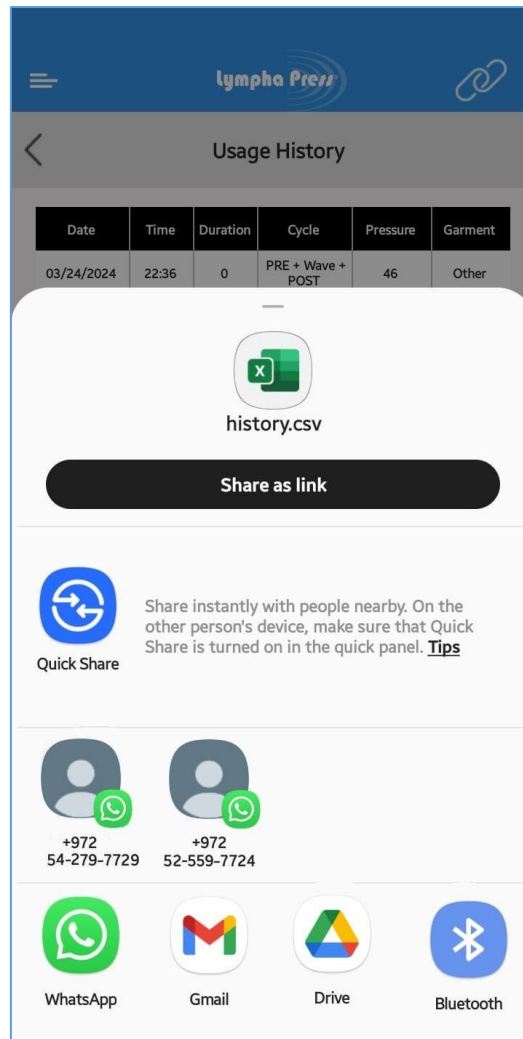 Lympha Press
Usage History
Date Time Duration Cycle Pressure Garment
03/24/2024 22:36 0 PRE + Wave + POST 46 Other
X
history.csv
Share as link
Share instantly with people nearby. On the
other person's device, make sure that Quick
Share is turned on in the quick panel. Tips
Quick Share
+972 +972
54-279-7729 52-559-7724
WhatsApp Gmail Drive Bluetooth